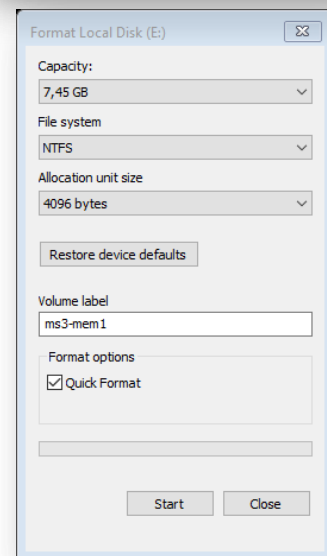 Format Local Disk (E:)
Capacity:
7,45 GB
File system
NTFS
Allocation unit size
4096 bytes
Restore device defaults
Volume label
ms3-mem1
Format options
Quick Format
Start Close